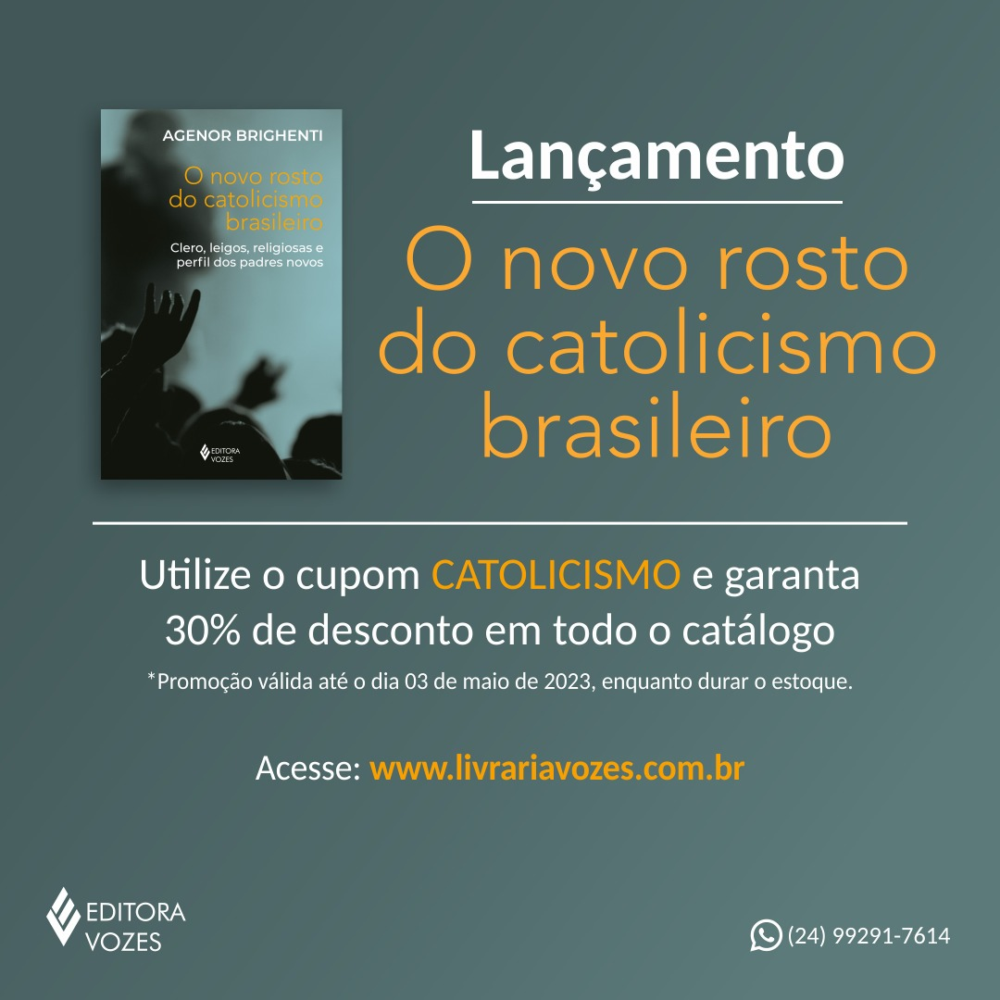 AGENOR BRIGHENTI
O novo rosto
do catolicismo
brasileiro
Clero, leigos, religiosas e
perfil dos padres novos
EDITORA
VOZES
Lançamento
O novo rosto
do catolicismo
brasileiro
Utilize o cupom CATOLICISMO e garanta
30% de desconto em todo o catálogo
*Promoção válida até o dia 03 de maio de 2023, enquanto durar o estoque.
Acesse: www.livrariavozes.com.br
EDITORA
VOZES
(24) 99291-7614